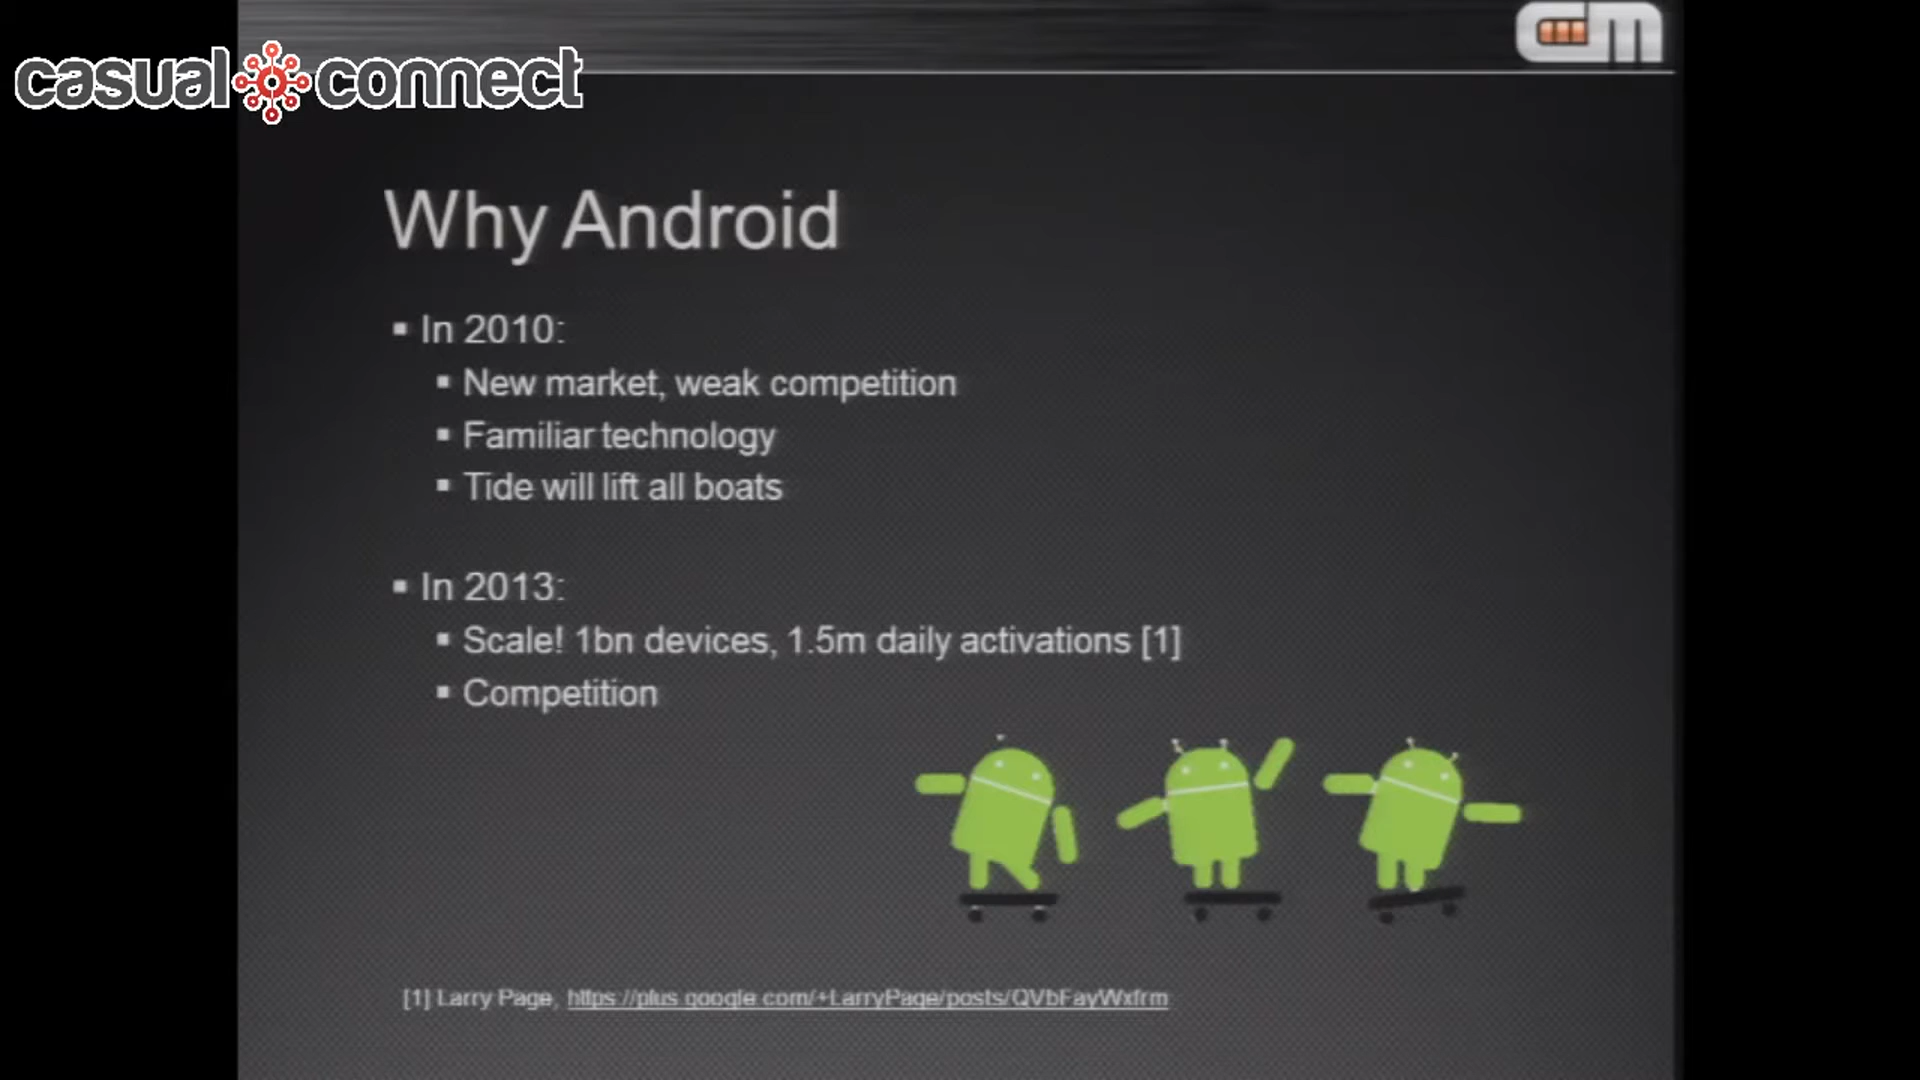 casual connect
Why Android
▪ In 2010:
▪ New market, weak competition
▪ Familiar technology
▪ Tide will lift all boats
▪ In 2013:
▪ Scale! 1bn devices, 1.5m daily activations [1]
▪ Competition
[1] Larry Page, https://plus.google.com/+LarryPage/posts/QVbFayWxfrm